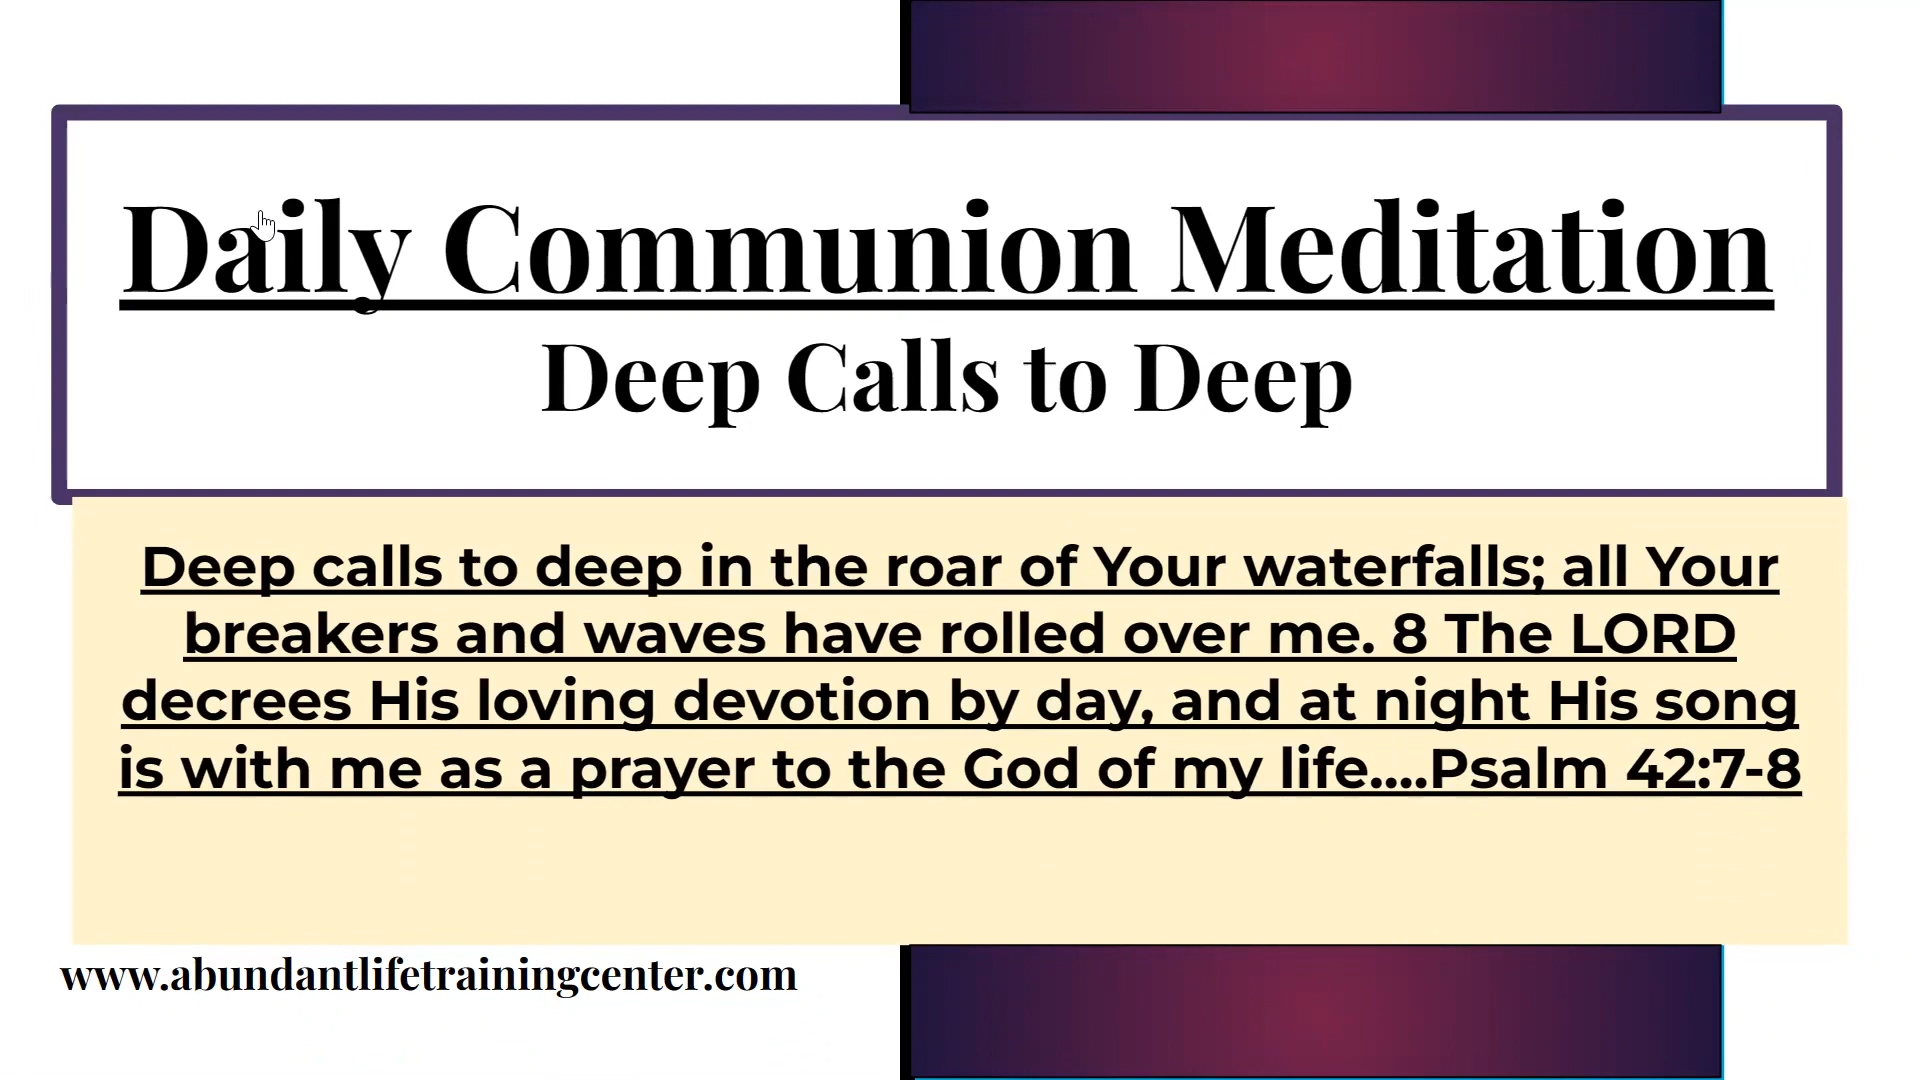 Daily Communion Meditation
Deep Calls to Deep
Deep calls to deep in the roar of Your waterfalls; all Your
breakers and waves have rolled over me. 8 The LORD
decrees His loving devotion by day, and at night His song
is with me as a prayer to the God of my life....Psalm 42:7-8
www.abundantlifetrainingcenter.com